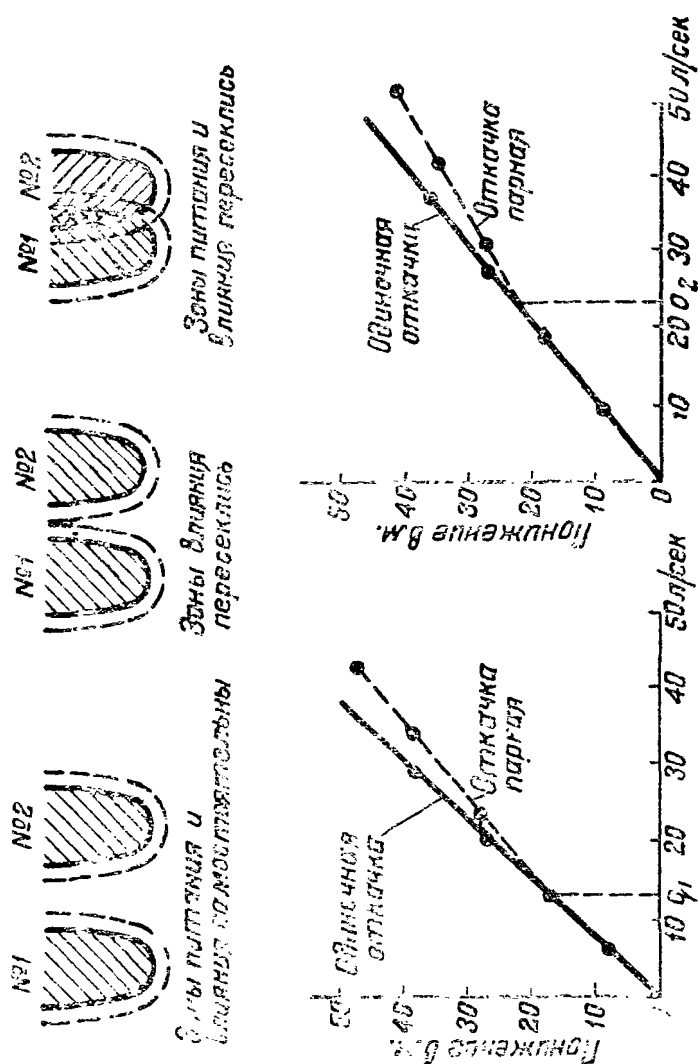 №1 №2
Зоны питания и
влияния самостоятельны
№1 №2
Зоны влияния
пересеклись
№1 №2
Зоны питания и
влияния пересеклись
Понижение в м.
50
40
30
20
10
Одиночная
откачка
Откачка
парная
10 q1 20 30 40 50 л/сек
Понижение в м.
50
40
30
20
10
0
Одиночная
откачка
Откачка
парная
10 20 Q2 30 40 50 л/сек